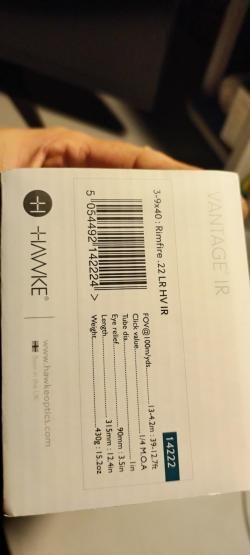 VANTAGE® IR
3-9x40 : Rimfire .22 LR HV IR
14222
FOV@100m/yds..................13-4.2m : 39-12.7ft
Click value..................1/4 M.O.A
Tube dia..................1in
Eye relief..................90mm : 3.5in
Length..................315mm : 12.4in
Weight..................430g : 15.2oz
5 054492 142224 >
HAWKE®
www.hawkeoptics.com